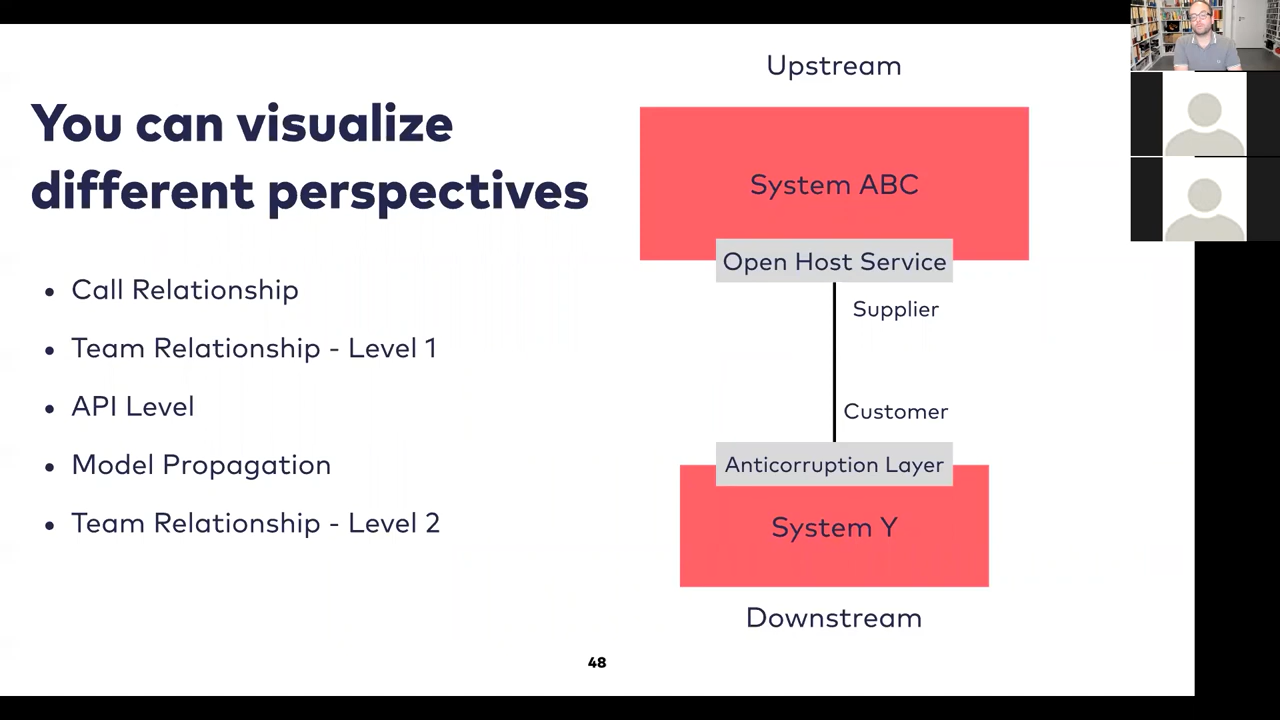 You can visualize
different perspectives
• Call Relationship
• Team Relationship - Level 1
• API Level
• Model Propagation
• Team Relationship - Level 2
Upstream
System ABC
Open Host Service
Supplier
Customer
Anticorruption Layer
System Y
Downstream
48